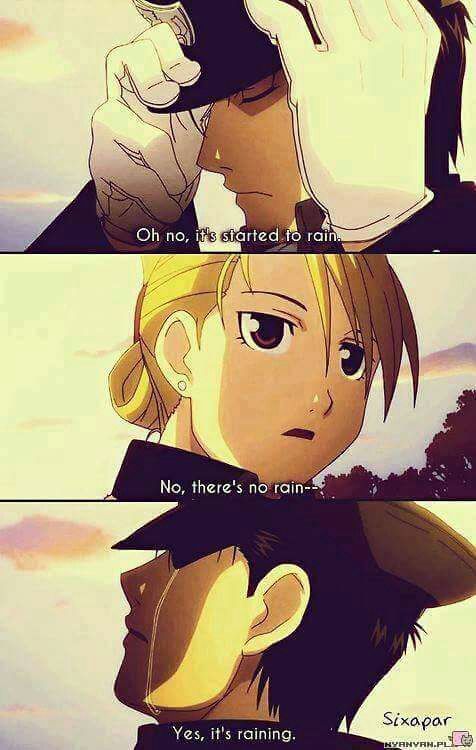 Oh no, it's started to rain.
No, there's no rain--
Yes, it's raining.
Sixapar
NYANYAN.PL